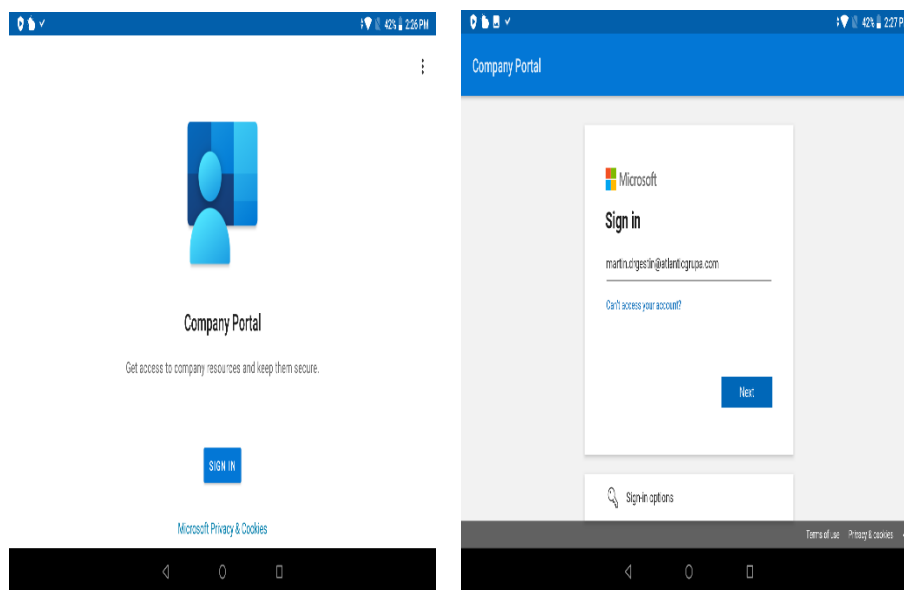 42% 2:26 PM
Company Portal
Get access to company resources and keep them secure.
SIGN IN
Microsoft Privacy & Cookies
42% 2:27 P
Company Portal
Microsoft
Sign in
martin.drgestin@atlanticgrupa.com
Can't access your account?
Next
Sign-in options
Terms of use Privacy & cookies